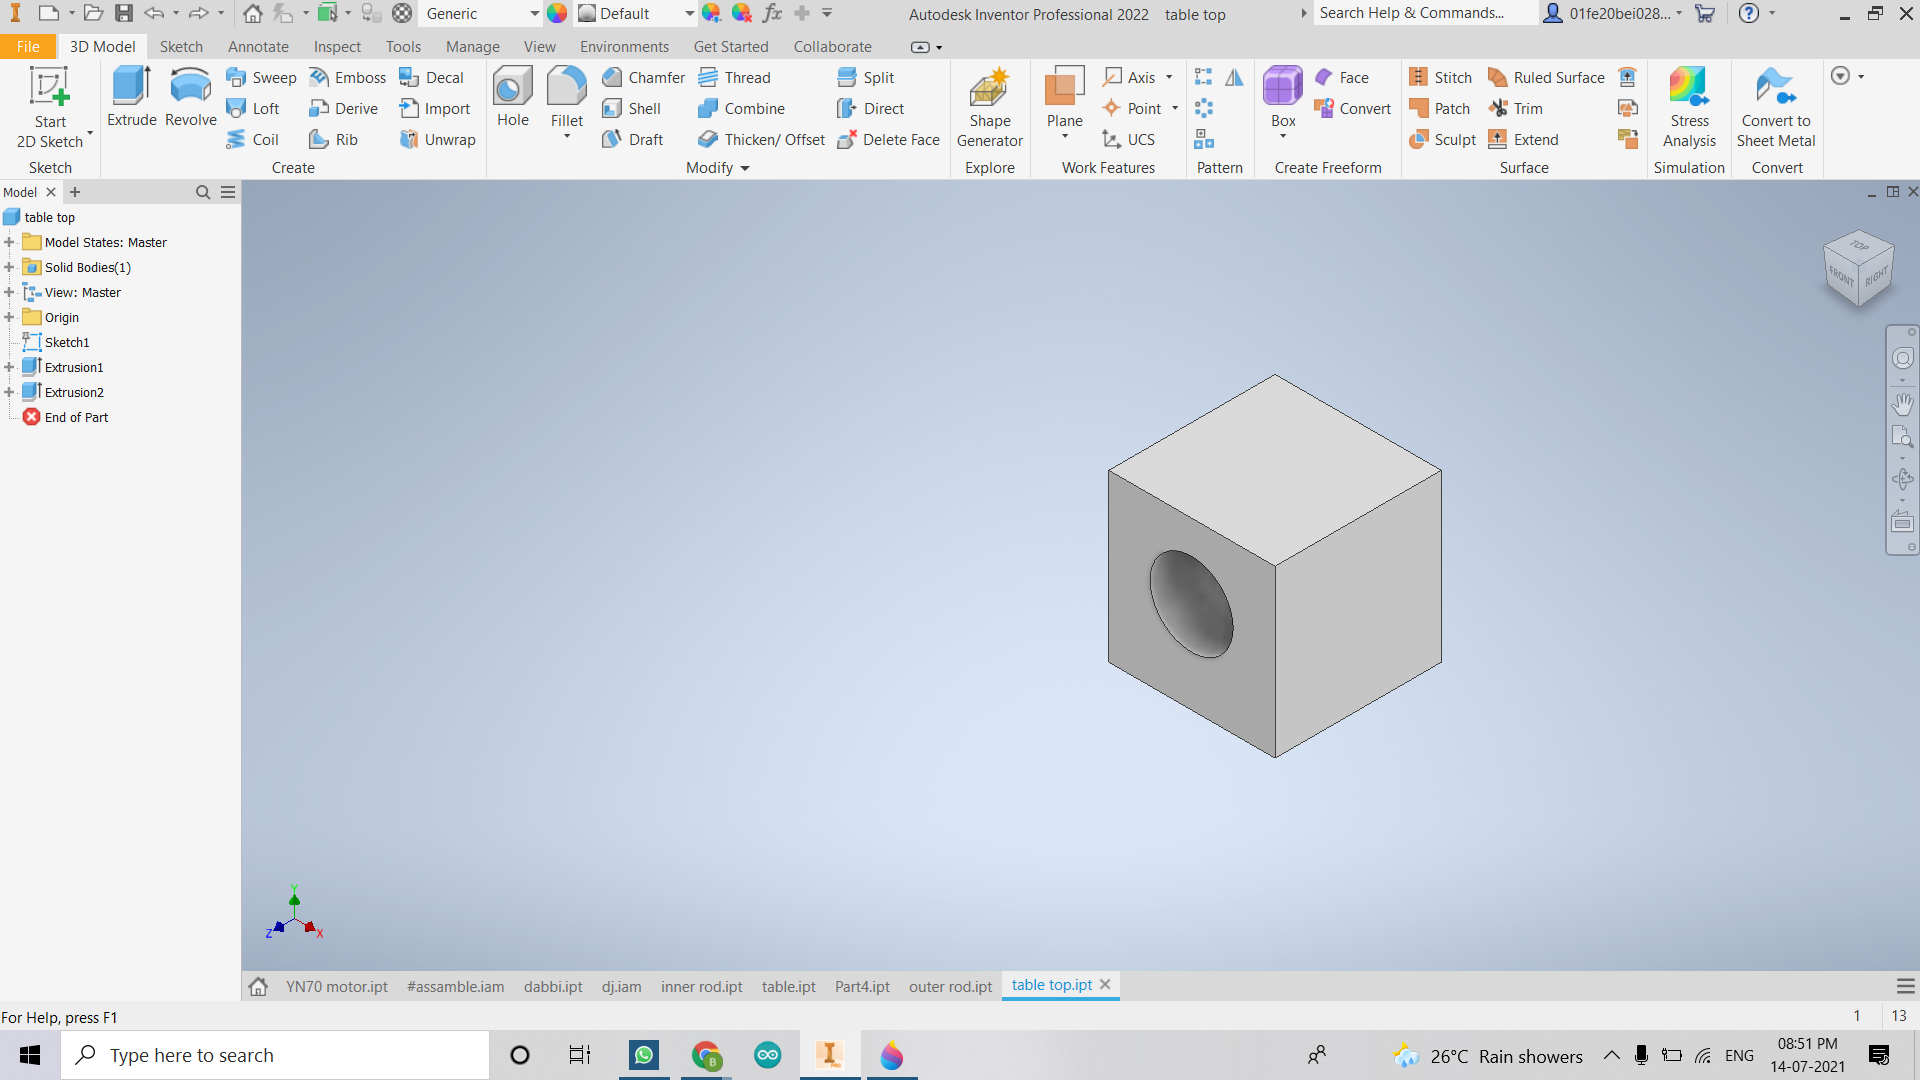 Generic
Default
Autodesk Inventor Professional 2022 table top
Search Help & Commands...
01fe20bei028...
File 3D Model Sketch Annotate Inspect Tools Manage View Environments Get Started Collaborate
Start
2D Sketch
Sketch
Extrude Revolve
Sweep Emboss Decal
Loft Derive Import
Coil Rib Unwrap
Create
Hole Fillet
Chamfer Thread Split
Shell Combine Direct
Draft Thicken/ Offset Delete Face
Modify
Shape
Generator
Explore
Plane
Axis
Point
UCS
Work Features
Pattern
Box
Face
Convert
Create Freeform
Stitch Ruled Surface
Patch Trim
Sculpt Extend
Surface
Stress
Analysis
Simulation
Convert to
Sheet Metal
Convert
Model
table top
Model States: Master
Solid Bodies(1)
View: Master
Origin
Sketch1
Extrusion1
Extrusion2
End of Part
TOP
FRONT RIGHT
Y
Z X
YN70 motor.ipt #assamble.iam dabbi.ipt dj.iam inner rod.ipt table.ipt Part4.ipt outer rod.ipt table top.ipt
For Help, press F1
1 13
Type here to search
26°C Rain showers
ENG
08:51 PM
14-07-2021